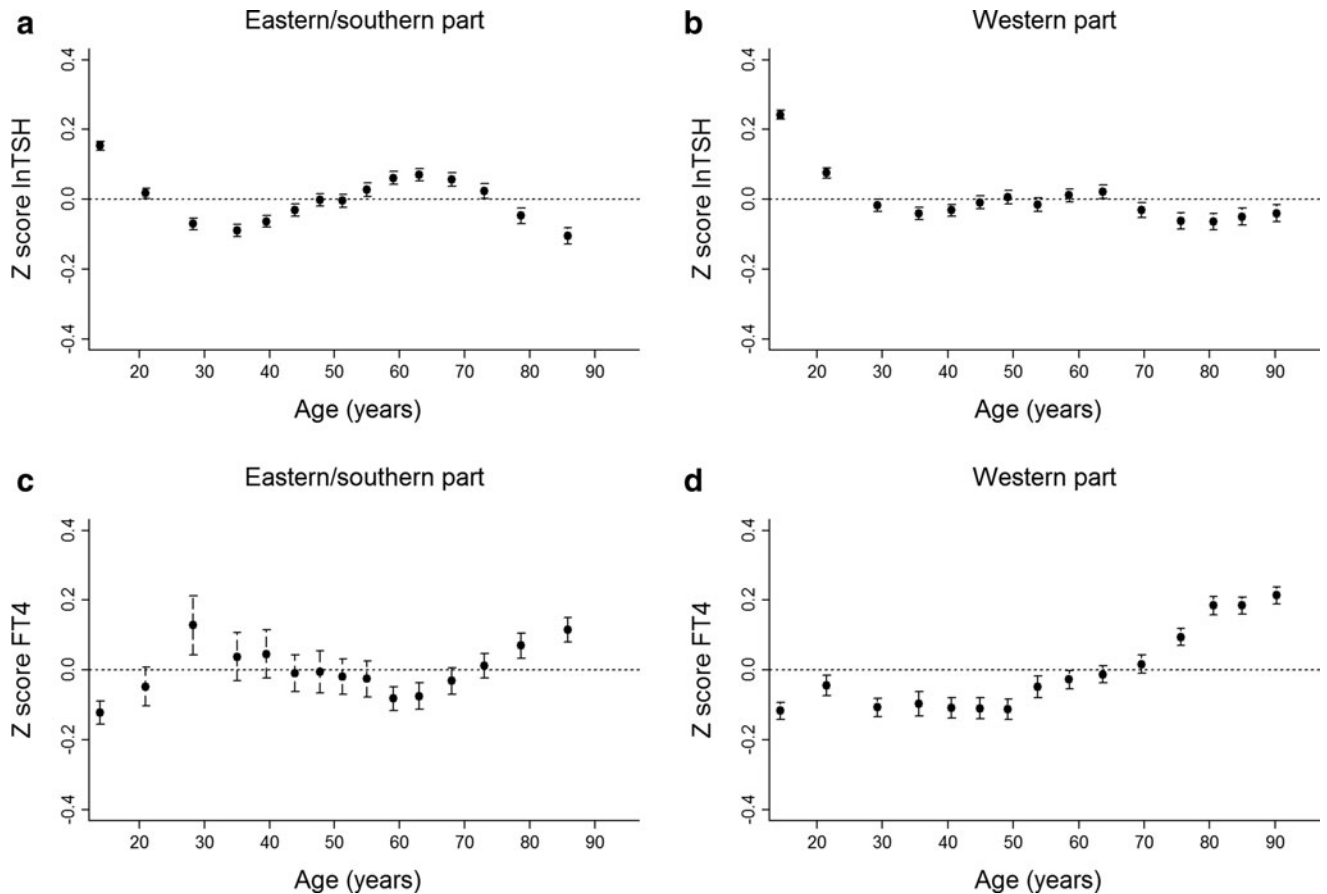 a
Eastern/southern part
Z score lnTSH
0.4
0.2
0.0
-0.2
-0.4
20 30 40 50 60 70 80 90
Age (years)
b
Western part
Z score lnTSH
0.4
0.2
0.0
-0.2
-0.4
20 30 40 50 60 70 80 90
Age (years)
c
Eastern/southern part
Z score FT4
0.4
0.2
0.0
-0.2
-0.4
20 30 40 50 60 70 80 90
Age (years)
d
Western part
Z score FT4
0.4
0.2
0.0
-0.2
-0.4
20 30 40 50 60 70 80 90
Age (years)